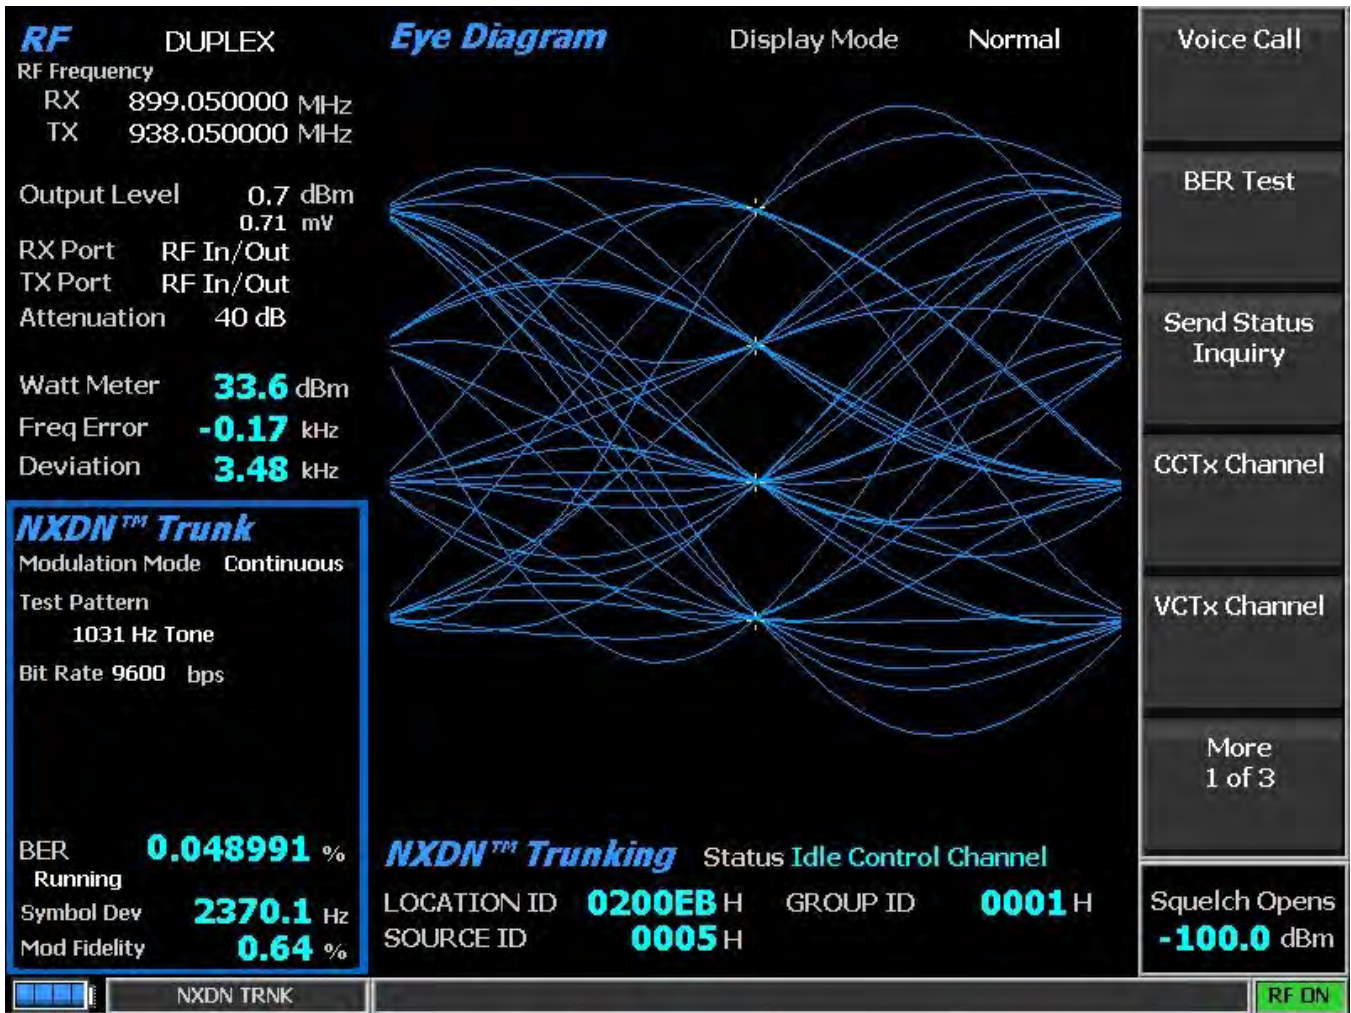 RF DUPLEX
RF Frequency
RX 899.050000 MHz
TX 938.050000 MHz
Output Level 0.7 dBm
0.71 mV
RX Port RF In/Out
TX Port RF In/Out
Attenuation 40 dB
Watt Meter 33.6 dBm
Freq Error -0.17 kHz
Deviation 3.48 kHz
NXDN™ Trunk
Modulation Mode Continuous
Test Pattern
1031 Hz Tone
Bit Rate 9600 bps
BER 0.048991 %
Running
Symbol Dev 2370.1 Hz
Mod Fidelity 0.64 %
Eye Diagram Display Mode Normal
NXDN™ Trunking Status Idle Control Channel
LOCATION ID 0200EB H GROUP ID 0001 H
SOURCE ID 0005 H
Voice Call
BER Test
Send Status
Inquiry
CCTx Channel
VCTx Channel
More
1 of 3
Squelch Opens
-100.0 dBm
NXDN TRNK
RF ON